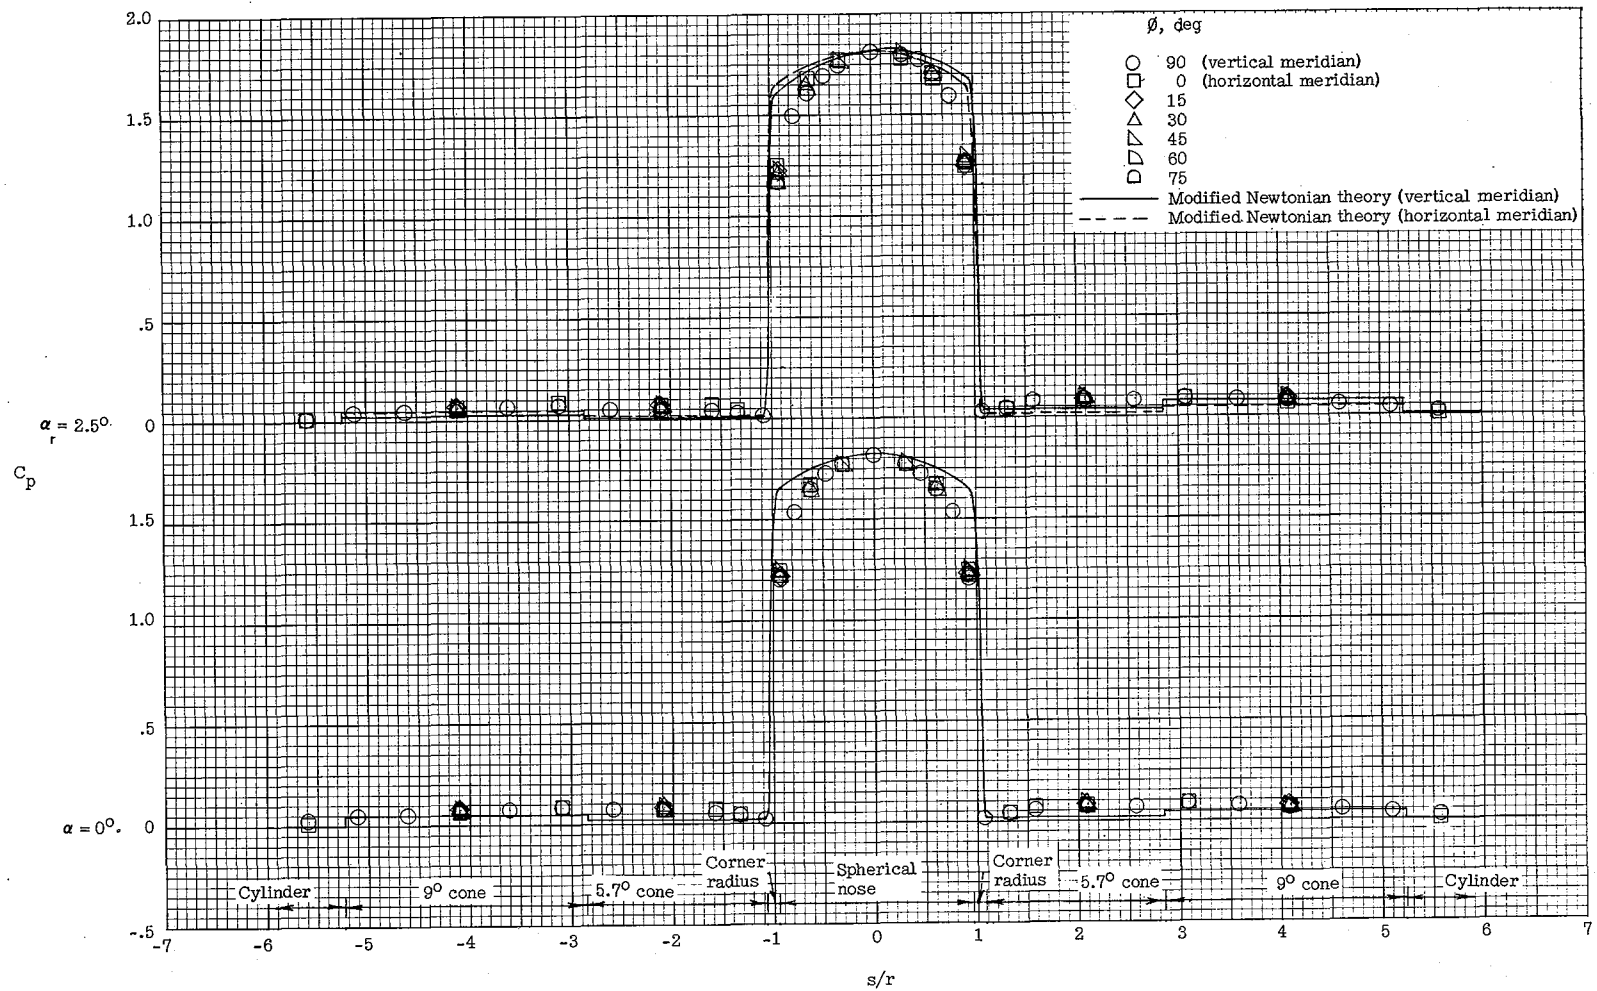 2.0
1.5
1.0
.5
α_r = 2.5° 0
C_p
1.5
1.0
.5
α = 0° 0
-.5
Ø, deg
90 (vertical meridian)
0 (horizontal meridian)
15
30
45
60
75
Modified Newtonian theory (vertical meridian)
Modified Newtonian theory (horizontal meridian)
Cylinder
9° cone
5.7° cone
Corner
radius
Spherical
nose
Corner
radius
5.7° cone
9° cone
Cylinder
-7 -6 -5 -4 -3 -2 -1 0 1 2 3 4 5 6 7
s/r